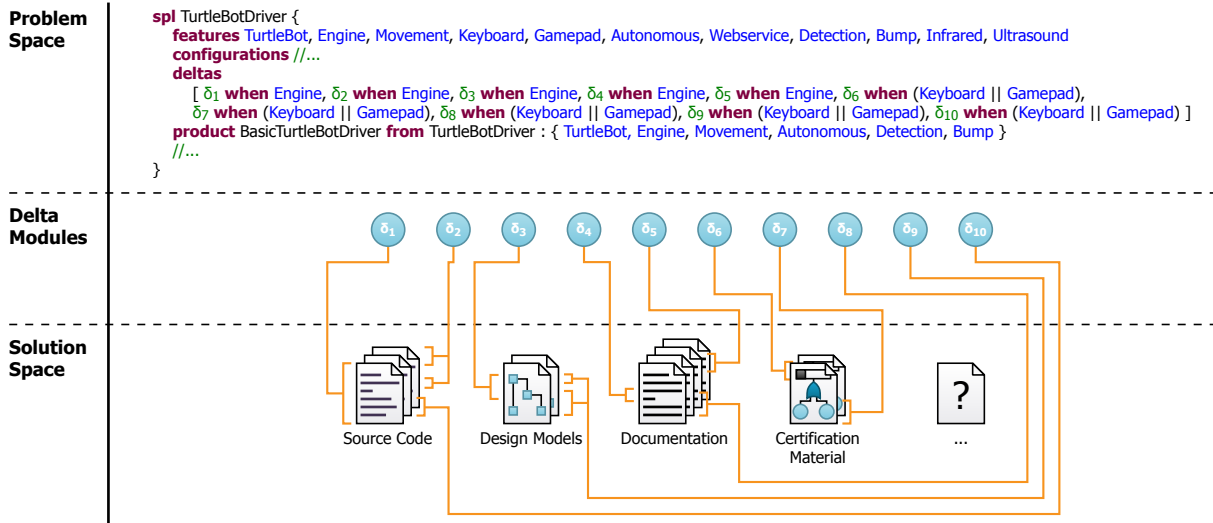 Problem
Space
spl TurtleBotDriver {
features TurtleBot, Engine, Movement, Keyboard, Gamepad, Autonomous, Webservice, Detection, Bump, Infrared, Ultrasound
configurations //...
deltas
[ δ1 when Engine, δ2 when Engine, δ3 when Engine, δ4 when Engine, δ5 when Engine, δ6 when (Keyboard || Gamepad),
δ7 when (Keyboard || Gamepad), δ8 when (Keyboard || Gamepad), δ9 when (Keyboard || Gamepad), δ10 when (Keyboard || Gamepad) ]
product BasicTurtleBotDriver from TurtleBotDriver : { TurtleBot, Engine, Movement, Autonomous, Detection, Bump }
//...
}
Delta
Modules
δ1 δ2 δ3 δ4 δ5 δ6 δ7 δ8 δ9 δ10
Solution
Space
?
Source Code
Design Models
Documentation
Certification
Material
...